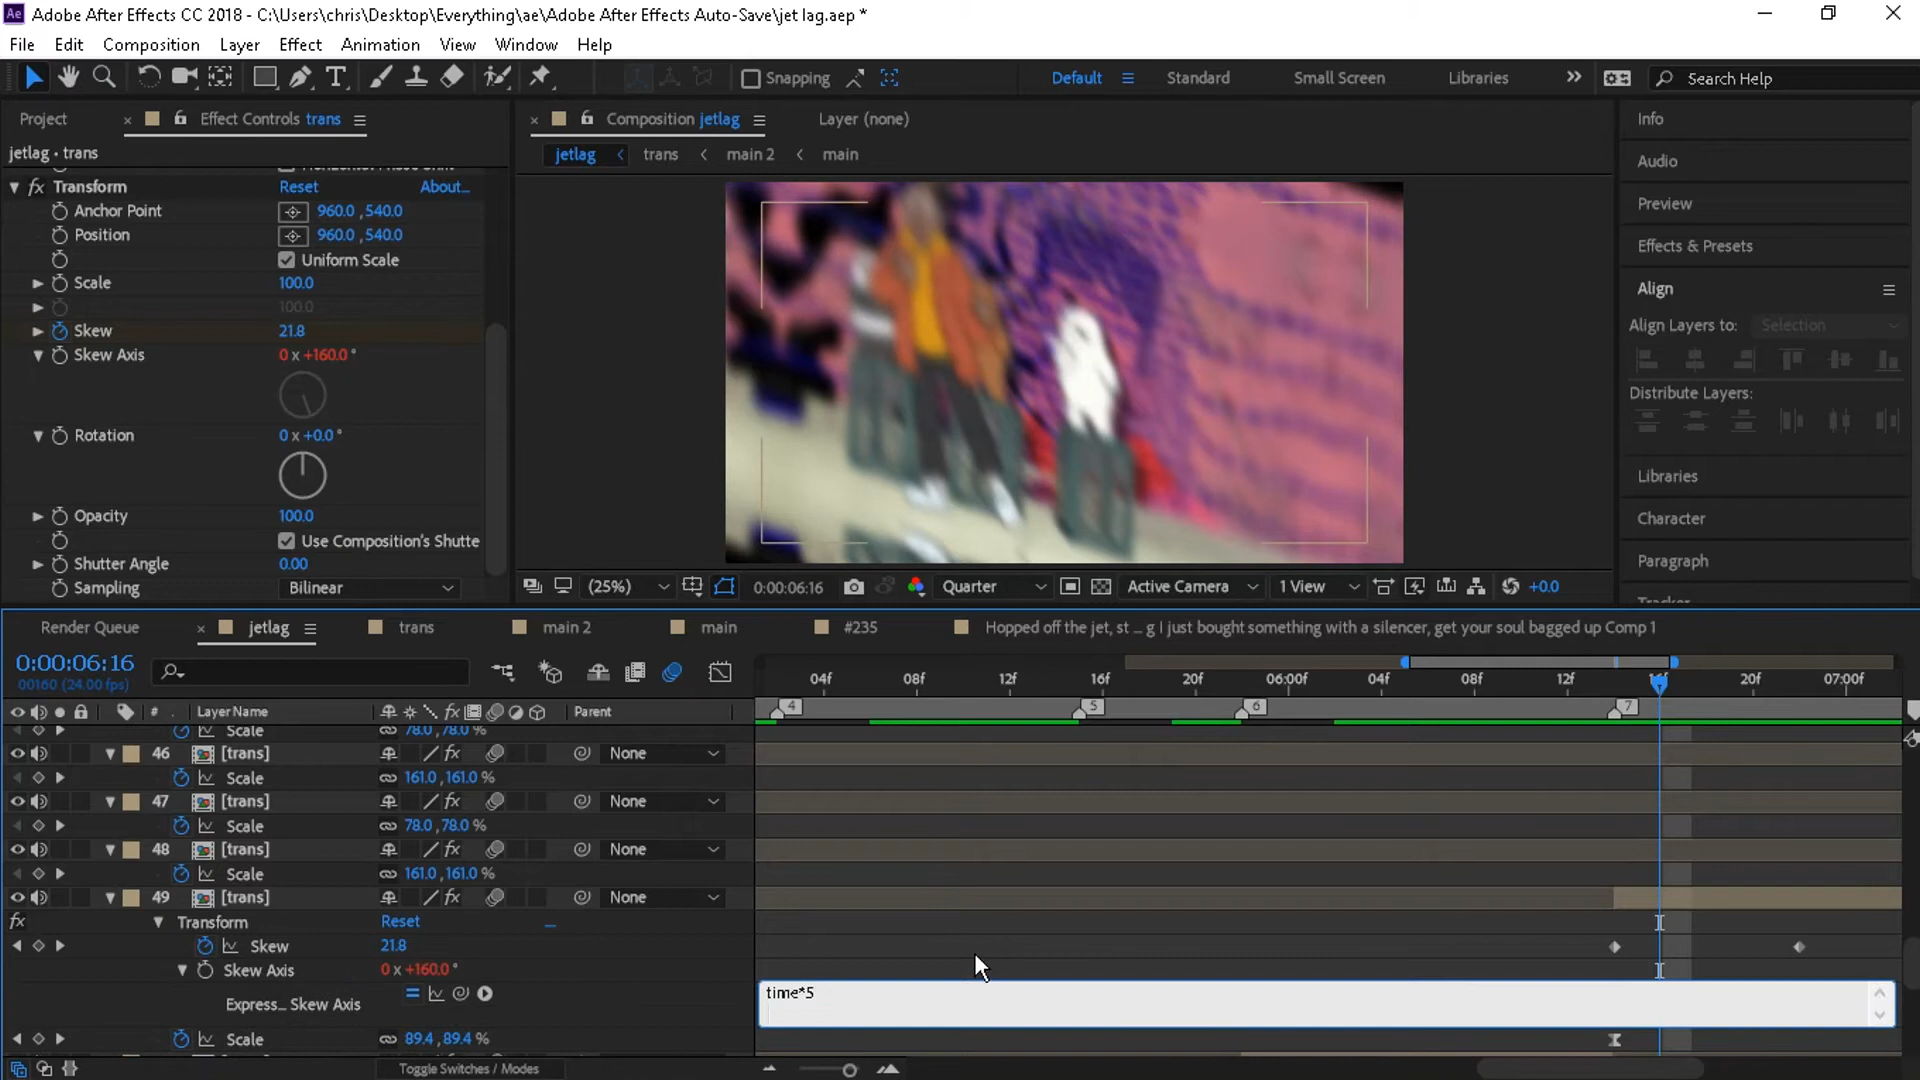 Adobe After Effects CC 2018 - C:\Users\chris\Desktop\Everything\ae\Adobe After Effects Auto-Save\jet lag.aep *
File Edit Composition Layer Effect Animation View Window Help
Snapping Default Standard Small Screen Libraries Search Help
Project Effect Controls trans
jetlag • trans
Transform Reset About...
Anchor Point 960.0 ,540.0
Position 960.0 ,540.0
Uniform Scale
Scale 100.0
100.0
Skew 21.8
Skew Axis 0 x +160.0 °
Rotation 0 x +0.0 °
Opacity 100.0
Use Composition's Shutte
Shutter Angle 0.00
Sampling Bilinear
Composition jetlag Layer (none)
jetlag trans main 2 main
(25%) 0:00:06:16 Quarter Active Camera 1 View +0.0
Info
Audio
Preview
Effects & Presets
Align
Align Layers to: Selection
Distribute Layers:
Libraries
Character
Paragraph
Render Queue jetlag trans main 2 main #235 Hopped off the jet, st ... g I just bought something with a silencer, get your soul bagged up Comp 1
0:00:06:16
00160 (24.00 fps)
04f 08f 12f 16f 20f 06:00f 04f 08f 12f 16f 20f 07:00f
# Layer Name Parent
4 5 6 7
Scale 78.0 ,78.0 %
46 [trans] None
Scale 161.0 ,161.0 %
47 [trans] None
Scale 78.0 ,78.0 %
48 [trans] None
Scale 161.0 ,161.0 %
49 [trans] None
Transform Reset
Skew 21.8
Skew Axis 0 x +160.0 °
Express... Skew Axis
time*5
Scale 89.4 ,89.4 %
Toggle Switches / Modes